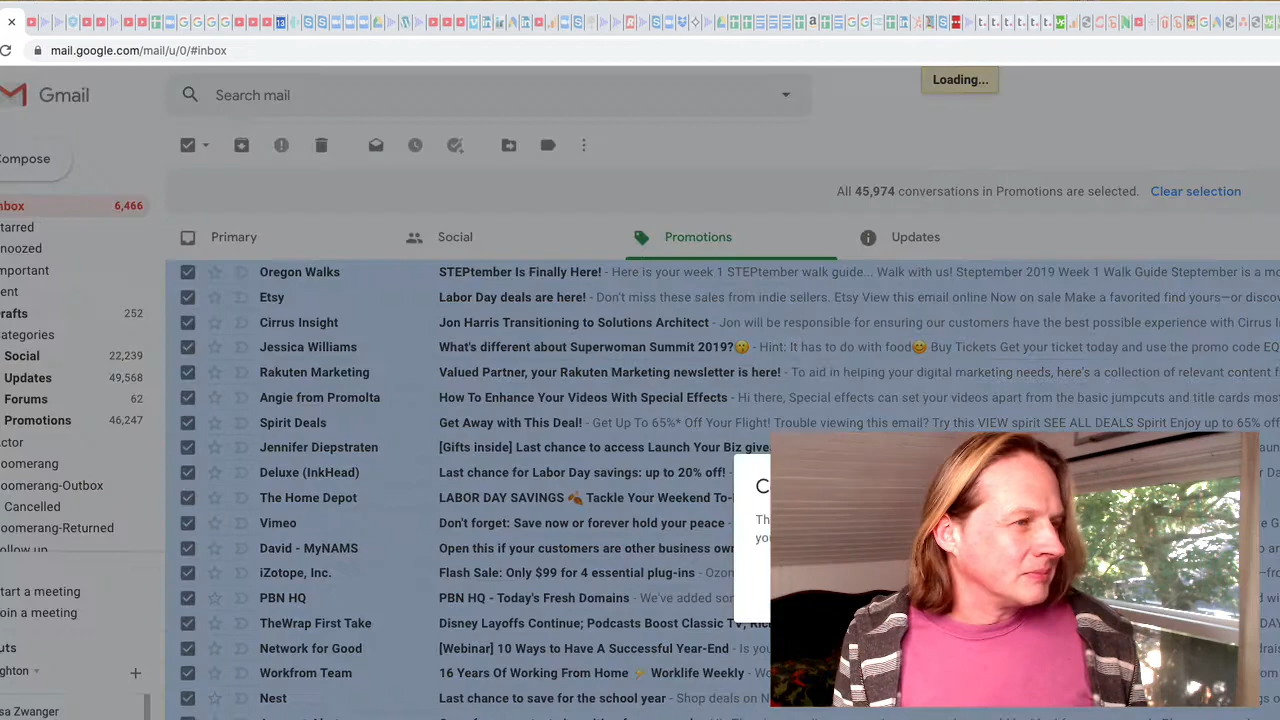 mail.google.com/mail/u/0/#inbox
Loading...
Gmail
Search mail
Compose
All 45,974 conversations in Promotions are selected. Clear selection
nbox 6,466
tarred
noozed
mportant
ent
rafts 252
ategories
Social 22,239
Updates 49,568
Forums 62
Promotions 46,247
ctor
oomerang
oomerang-Outbox
Cancelled
oomerang-Returned
ollow up
tart a meeting
oin a meeting
uts
ghton
sa Zwanger
Primary Social Promotions Updates
Oregon Walks STEPtember Is Finally Here! - Here is your week 1 STEPtember walk guide... Walk with us! Steptember 2019 Week 1 Walk Guide Steptember is a mo
Etsy Labor Day deals are here! - Don't miss these sales from indie sellers. Etsy View this email online Now on sale Make a favorited find yours—or disco
Cirrus Insight Jon Harris Transitioning to Solutions Architect - Jon will be responsible for ensuring our customers have the best possible experience with Cirrus In
Jessica Williams What's different about Superwoman Summit 2019?🤫 - Hint: It has to do with food😋 Buy Tickets Get your ticket today and use the promo code EQ
Rakuten Marketing Valued Partner, your Rakuten Marketing newsletter is here! - To aid in helping your digital marketing needs, here's a collection of relevant content f
Angie from Promolta How To Enhance Your Videos With Special Effects - Hi there, Special effects can set your videos apart from the basic jumpcuts and title cards most
Spirit Deals Get Away with This Deal! - Get Up To 65%* Off Your Flight! Trouble viewing this email? Try this VIEW spirit SEE ALL DEALS Spirit Enjoy up to 65% of
Jennifer Diepstraten [Gifts inside] Last chance to access Launch Your Biz give
Deluxe (InkHead) Last chance for Labor Day savings: up to 20% off!
The Home Depot LABOR DAY SAVINGS 🍂 Tackle Your Weekend To-
Vimeo Don't forget: Save now or forever hold your peace
David - MyNAMS Open this if your customers are other business own
iZotope, Inc. Flash Sale: Only $99 for 4 essential plug-ins - Ozon
PBN HQ PBN HQ - Today's Fresh Domains - We've added som
TheWrap First Take Disney Layoffs Continue; Podcasts Boost Classic TV, Ric
Network for Good [Webinar] 10 Ways to Have A Successful Year-End - Is you
Workfrom Team 16 Years Of Working From Home ⚡ Worklife Weekly -
Nest Last chance to save for the school year - Shop deals on N
C
Th
yo